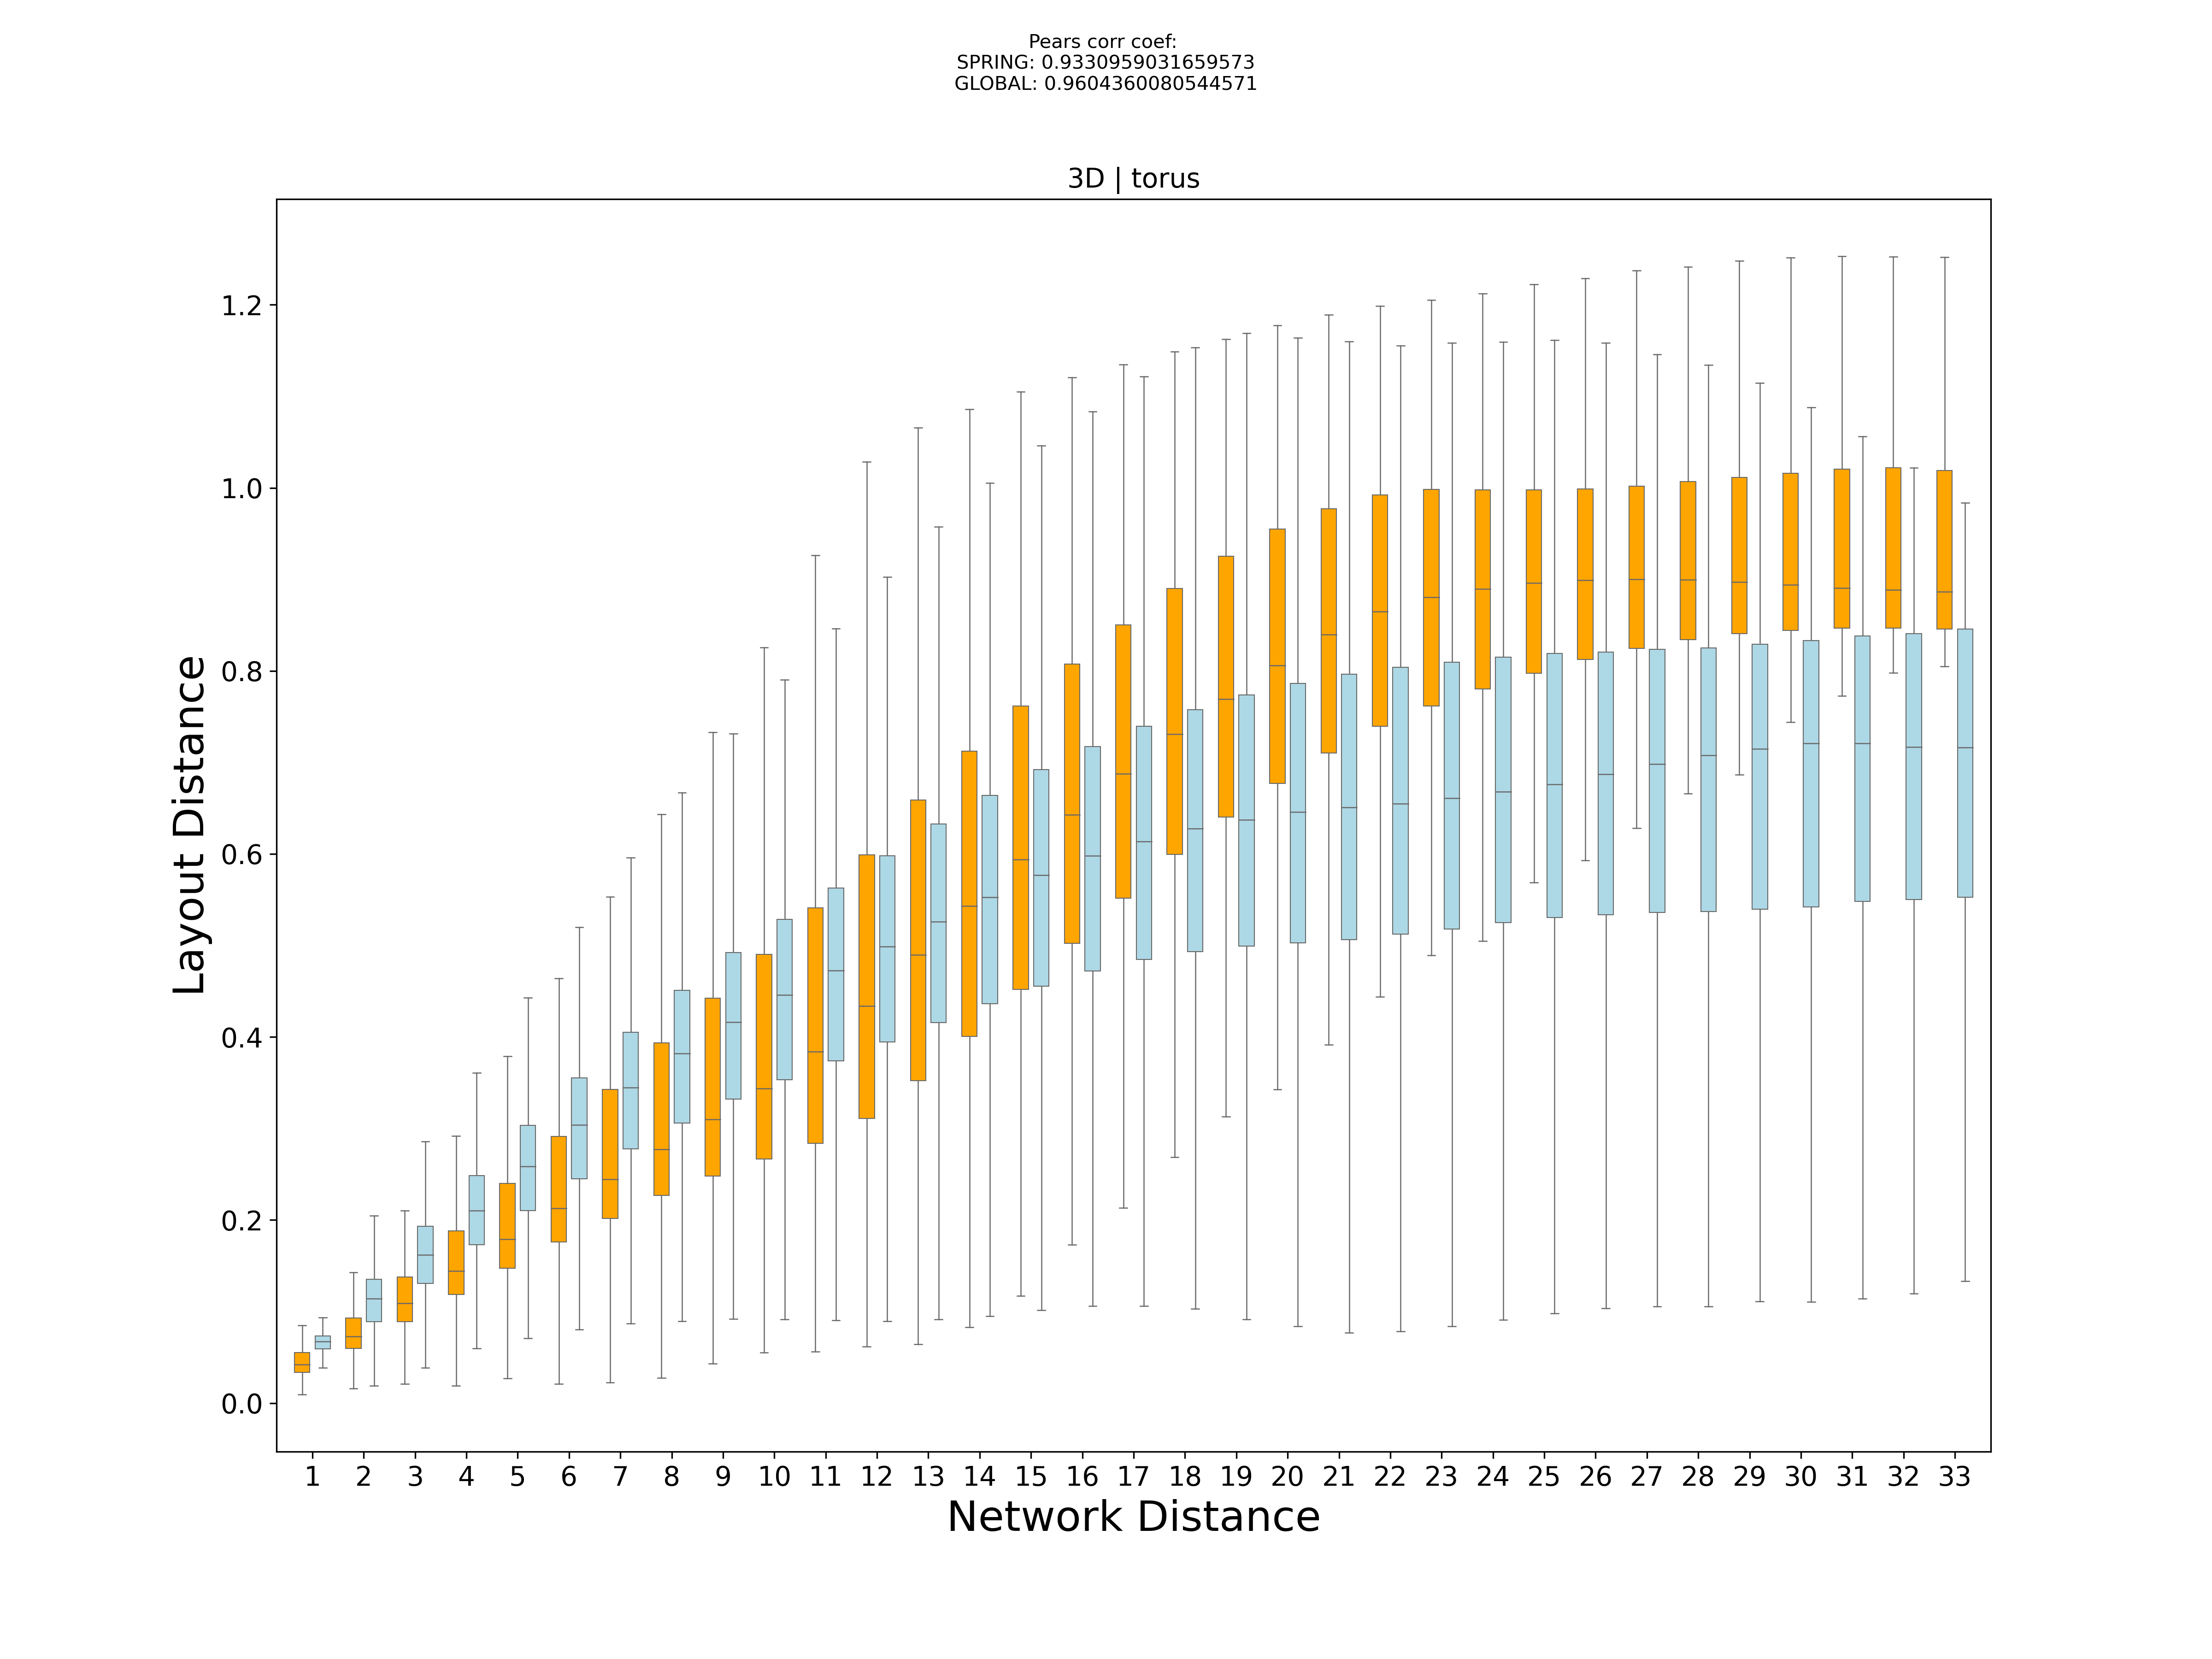 Pears corr coef:
SPRING: 0.9330959031659573
GLOBAL: 0.9604360080544571
3D | torus
Layout Distance
1.2
1.0
0.8
0.6
0.4
0.2
0.0
1 2 3 4 5 6 7 8 9 10 11 12 13 14 15 16 17 18 19 20 21 22 23 24 25 26 27 28 29 30 31 32 33
Network Distance